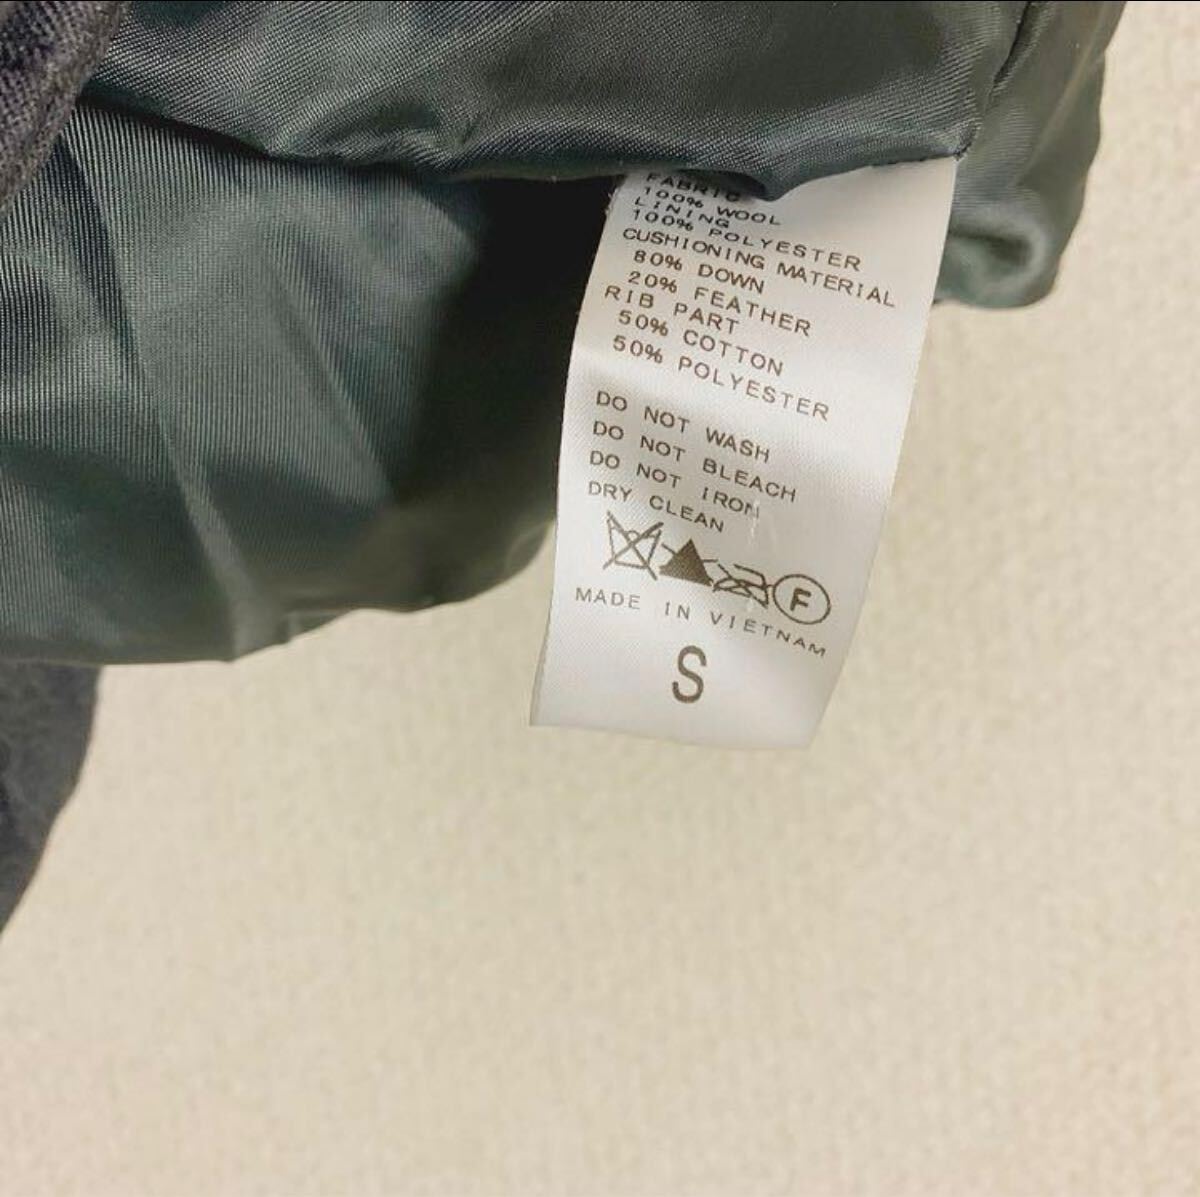 FABRIC
100% WOOL
LINING
100% POLYESTER
CUSHIONING MATERIAL
80% DOWN
20% FEATHER
RIB PART
50% COTTON
50% POLYESTER
DO NOT WASH
DO NOT BLEACH
DO NOT IRON
DRY CLEAN
F
MADE IN VIETNAM
S